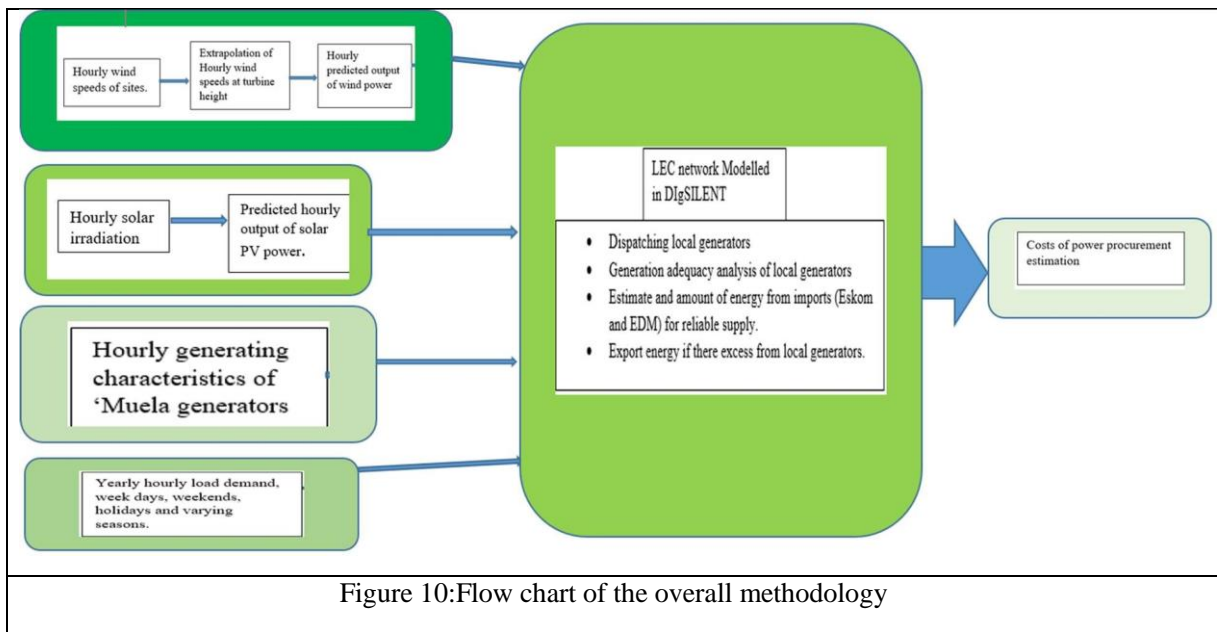 Hourly wind
speeds of sites.
Extrapolation of
Hourly wind
speeds at turbine
height
Hourly
predicted output
of wind power
Hourly solar
irradiation
Predicted hourly
output of solar
PV power.
Hourly generating
characteristics of
‘Muela generators
Yearly hourly load demand,
week days, weekends,
holidays and varying
seasons.
LEC network Modelled
in DIgSILENT
• Dispatching local generators
• Generation adequacy analysis of local generators
• Estimate and amount of energy from imports (Eskom
and EDM) for reliable supply.
• Export energy if there excess from local generators.
Costs of power procurement
estimation
Figure 10:Flow chart of the overall methodology